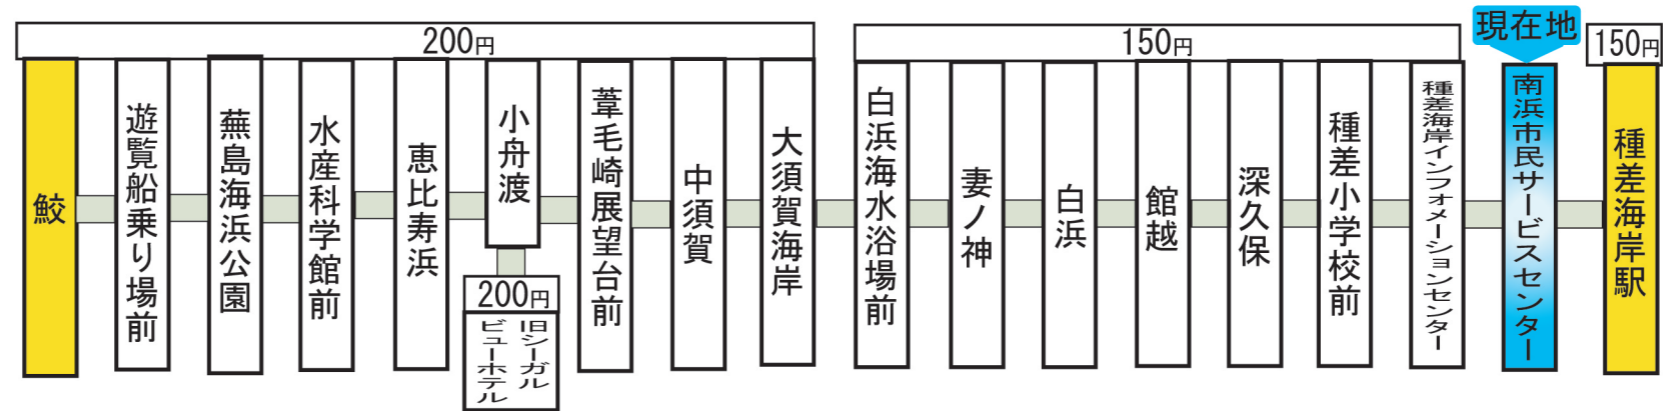 200円
150円
現在地
150円
鮫
遊覧船乗り場前
蕪島海浜公園
水産科学館前
恵比寿浜
小舟渡
200円
旧シーガル
ビューホテル
葦毛崎展望台前
中須賀
大須賀海岸
白浜海水浴場前
妻ノ神
白浜
館越
深久保
種差小学校前
種差海岸インフォメーションセンター
南浜市民サービスセンター
種差海岸駅